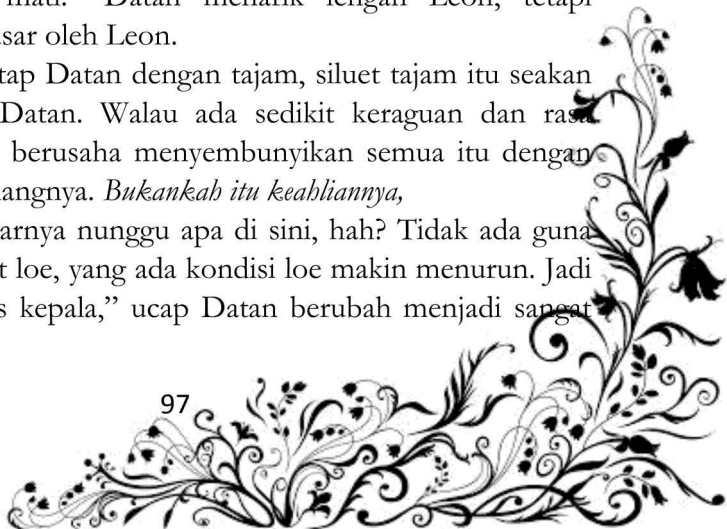 mati." Datan menarik lengan Leon, tetapi
sar oleh Leon.
tap Datan dengan tajam, siluet tajam itu seakan
Datan. Walau ada sedikit keraguan dan rasa
berusaha menyembunyikan semua itu dengan
angnya. Bukankah itu keahliannya,
arnya nunggu apa di sini, hah? Tidak ada guna
t loe, yang ada kondisi loe makin menurun. Jadi
s kepala,” ucap Datan berubah menjadi sangat
97